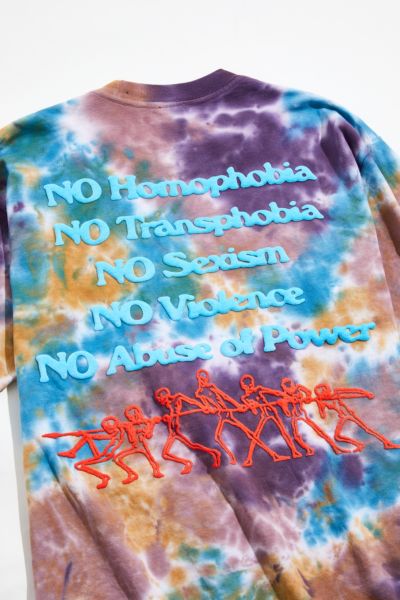 NO Homophobia
NO Transphobia
NO Sexism
NO Violence
NO Abuse of Power